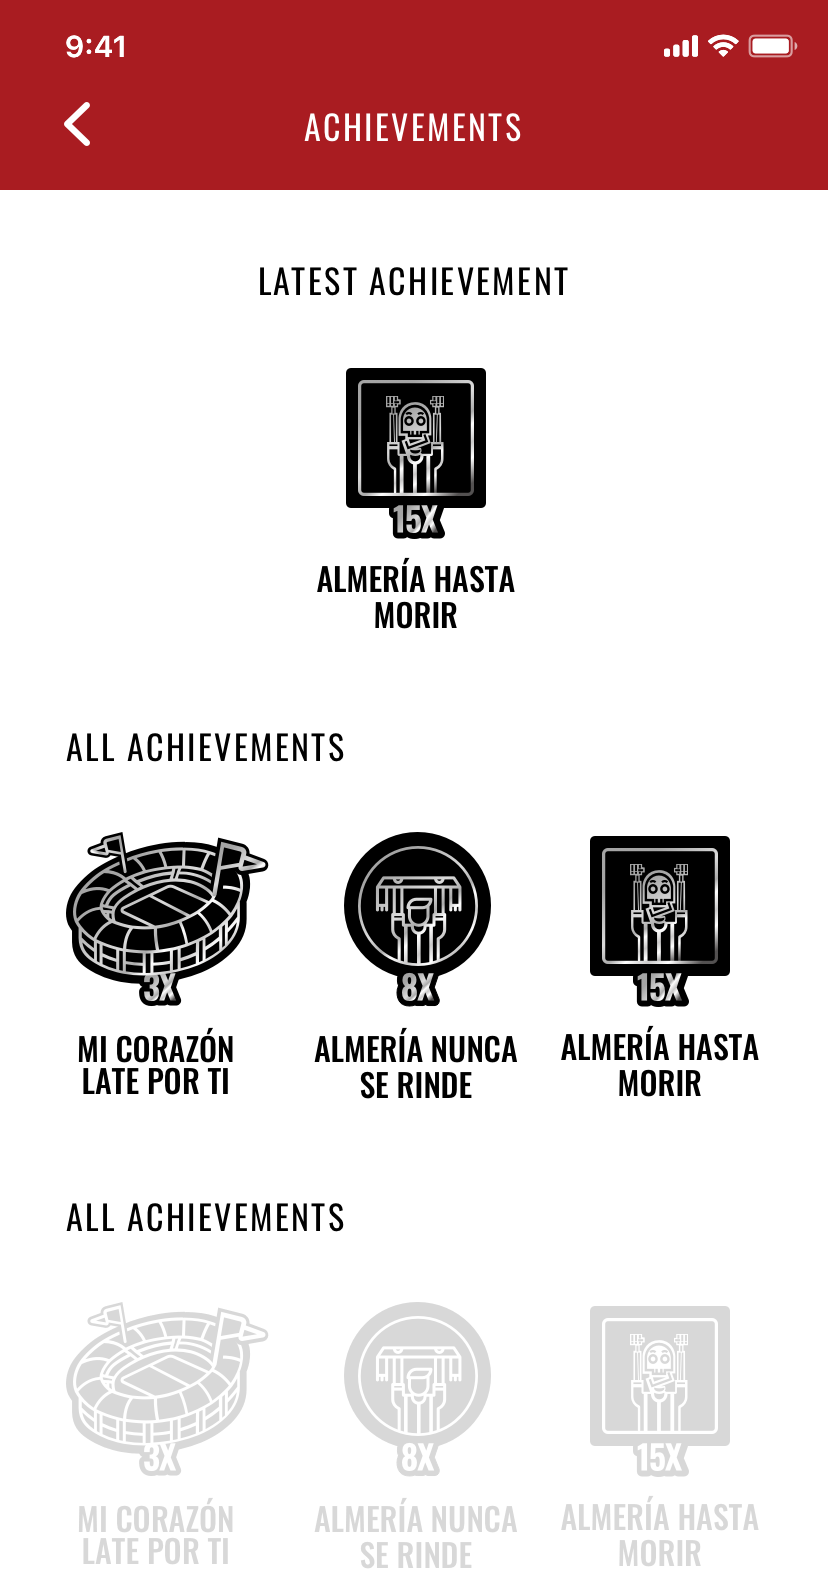 9:41
ACHIEVEMENTS
LATEST ACHIEVEMENT
15X
ALMERÍA HASTA
MORIR
ALL ACHIEVEMENTS
3X
MI CORAZÓN
LATE POR TI
8X
ALMERÍA NUNCA
SE RINDE
15X
ALMERÍA HASTA
MORIR
ALL ACHIEVEMENTS
3X
MI CORAZÓN
LATE POR TI
8X
ALMERÍA NUNCA
SE RINDE
15X
ALMERÍA HASTA
MORIR